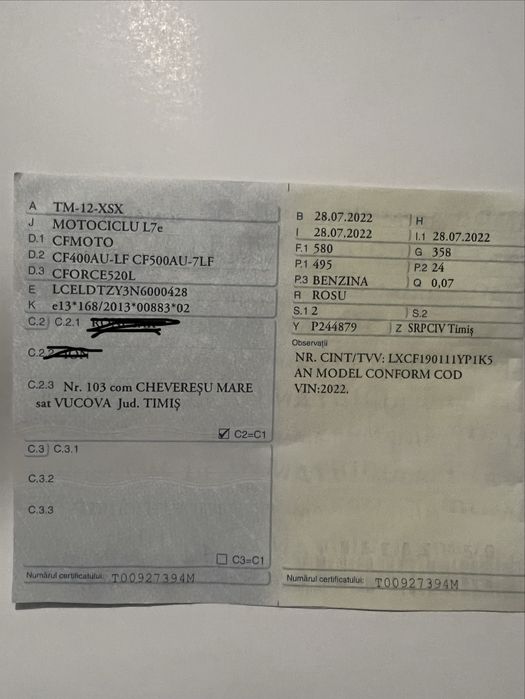 A TM-12-XSX
J MOTOCICLU L7e
D.1 CFMOTO
D.2 CF400AU-LF CF500AU-7LF
D.3 CFORCE520L
E LCELDTZY3N6000428
K e13*168/2013*00883*02
C.2 C.2.1
C.2.2
C.2.3 Nr. 103 com CHEVEREȘU MARE
sat VUCOVA Jud. TIMIȘ
C2=C1
C.3 C.3.1
C.3.2
C.3.3
C3=C1
Numărul certificatului: T00927394M
B 28.07.2022 H
I 28.07.2022 I.1 28.07.2022
F.1 580 G 358
P.1 495 P.2 24
P.3 BENZINA Q 0,07
R ROSU
S.1 2 S.2
Y P244879 Z SRPCIV Timiș
Observații
NR. CINT/TVV: LXCF190111YP1K5
AN MODEL CONFORM COD
VIN:2022.
Numărul certificatului: T00927394M